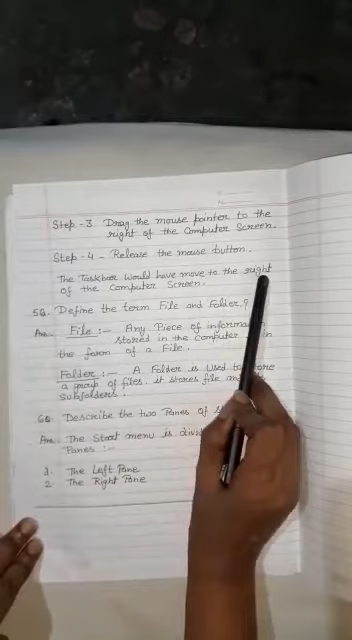 Step-3 Drag the mouse pointer to the
right of the Computer Screen.
Step-4 - Release the mouse button.
The Taskbar Would have move to the right
of the Computer Screen.
5Q. Define the term File and Folder?
Ans. File :- Any Piece of
stored in the computer in
the form of a File.
Folder :- A Folder is Used to
a group of files. it stores file and
subfolders.
6Q. Describe the two Panes of
Ans. The Start menu is
Panes :-
1. The Left Pane
2. The Right Pane